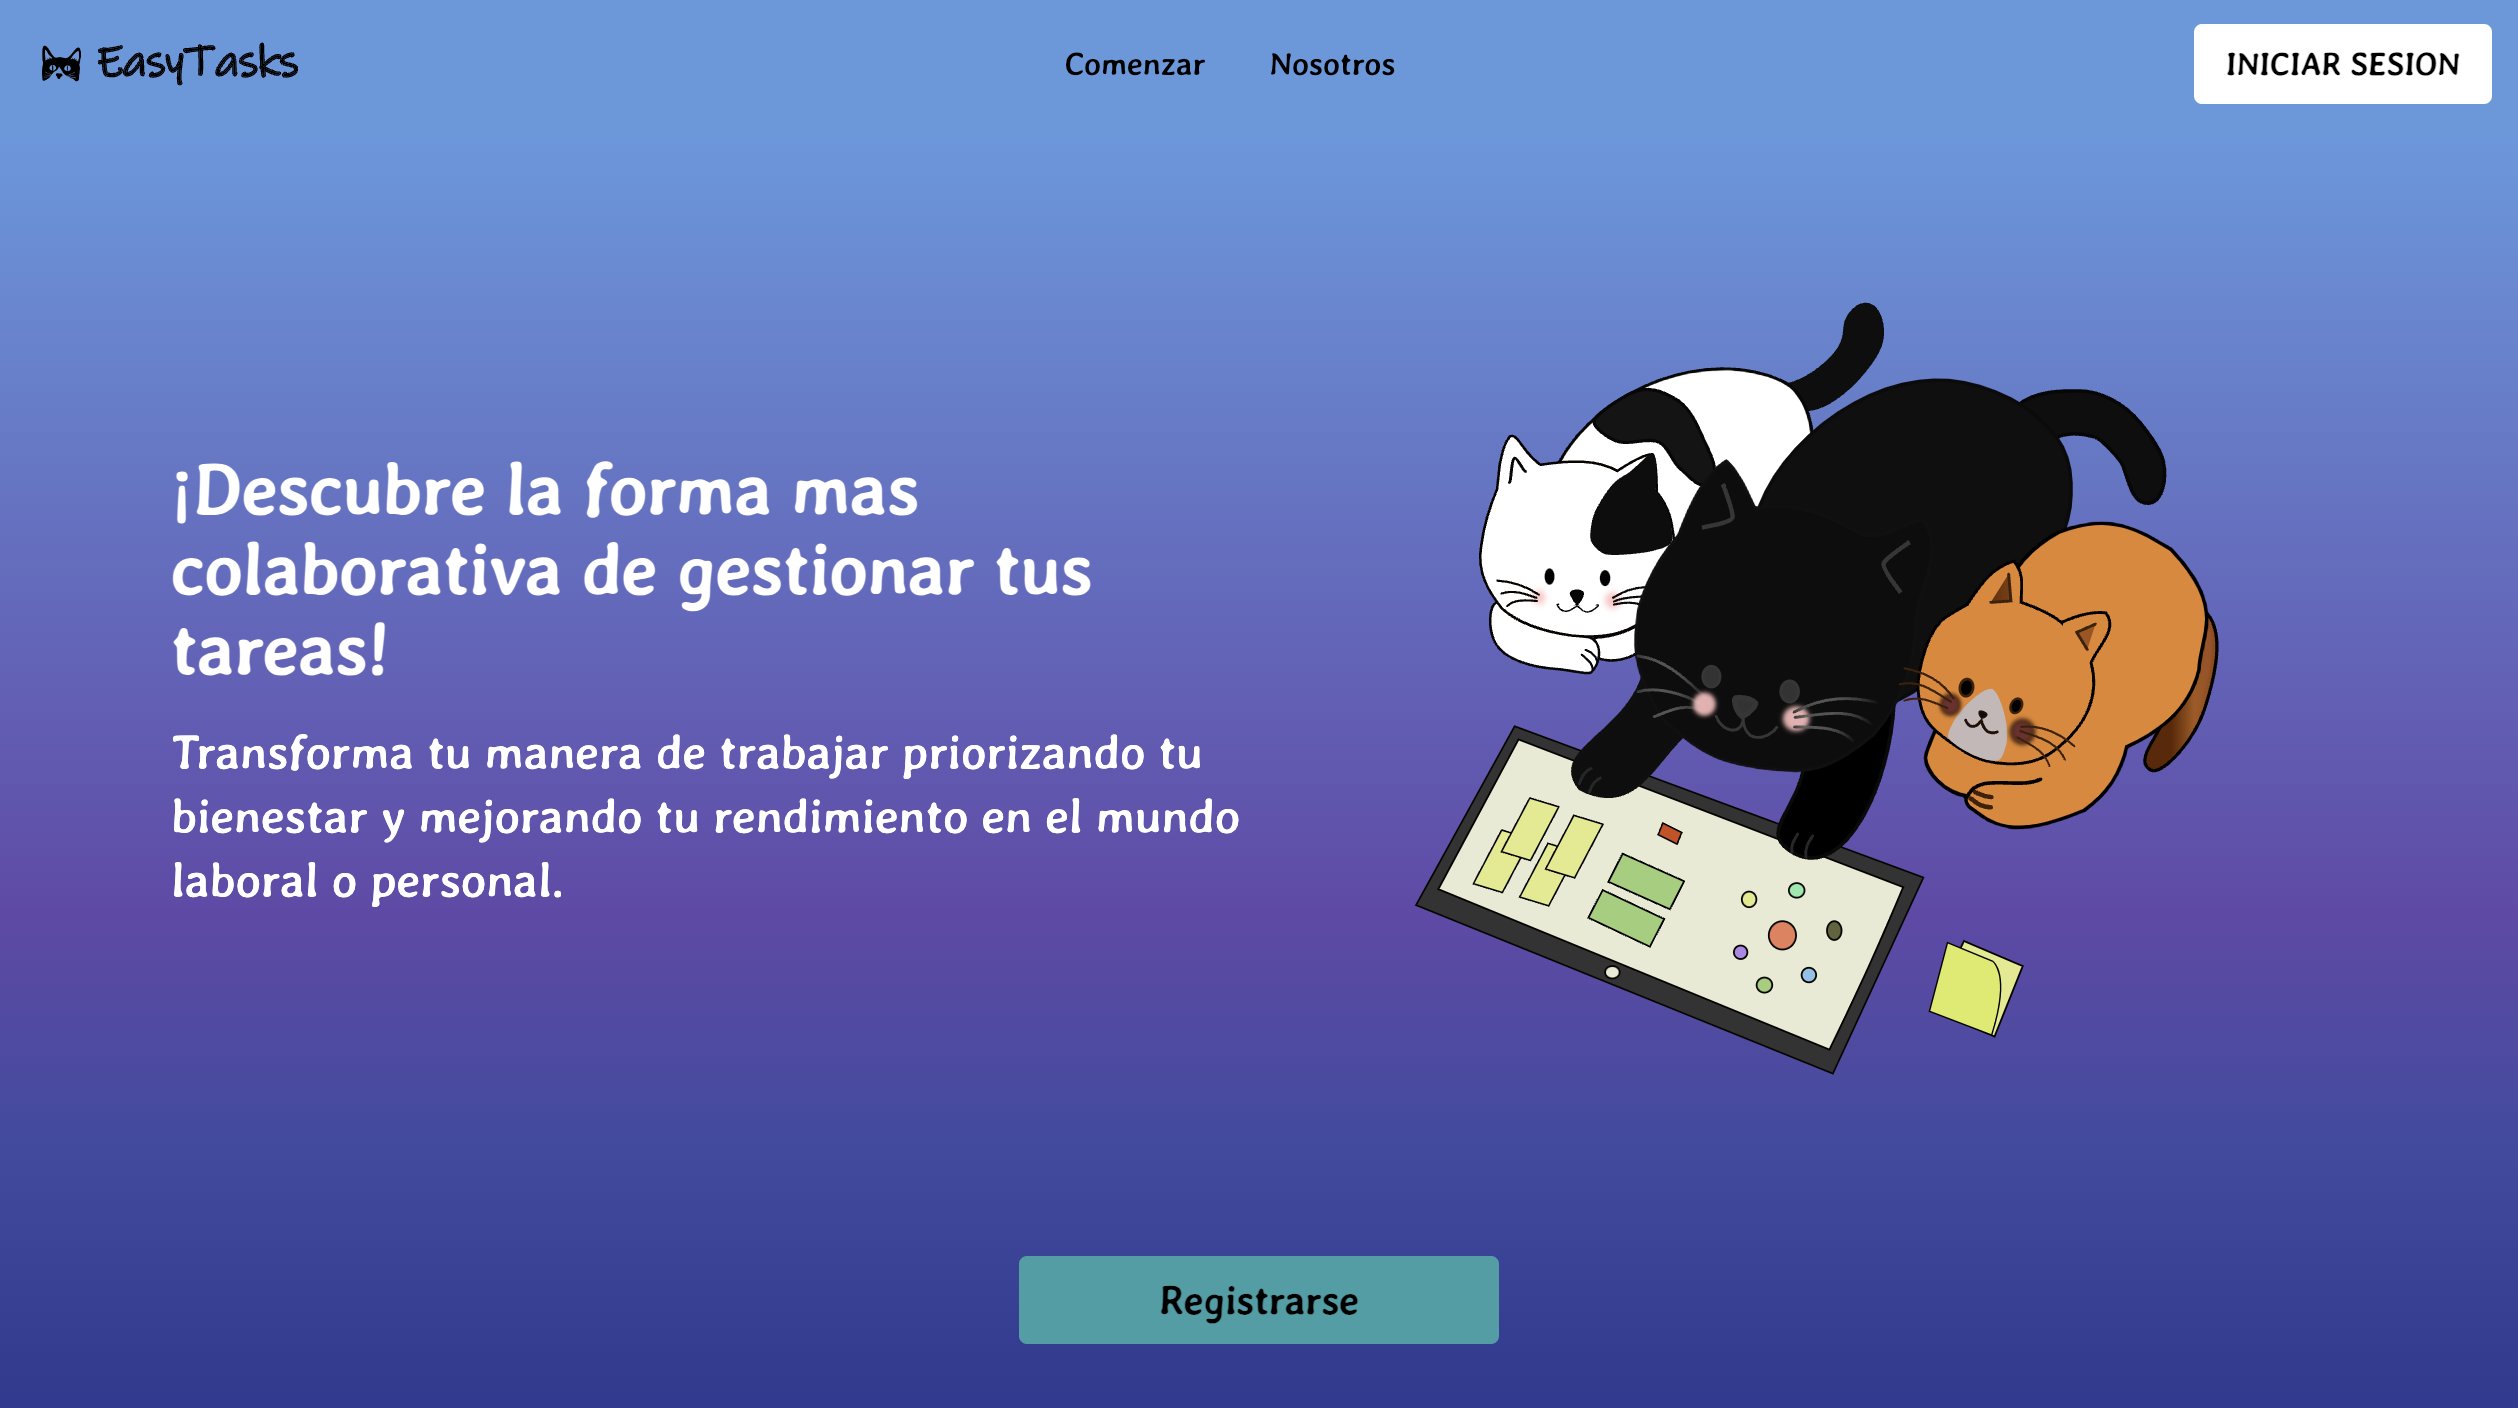 EasyTasks
Comenzar
Nosotros
INICIAR SESION
¡Descubre la forma mas
colaborativa de gestionar tus
tareas!
Transforma tu manera de trabajar priorizando tu
bienestar y mejorando tu rendimiento en el mundo
laboral o personal.
Registrarse